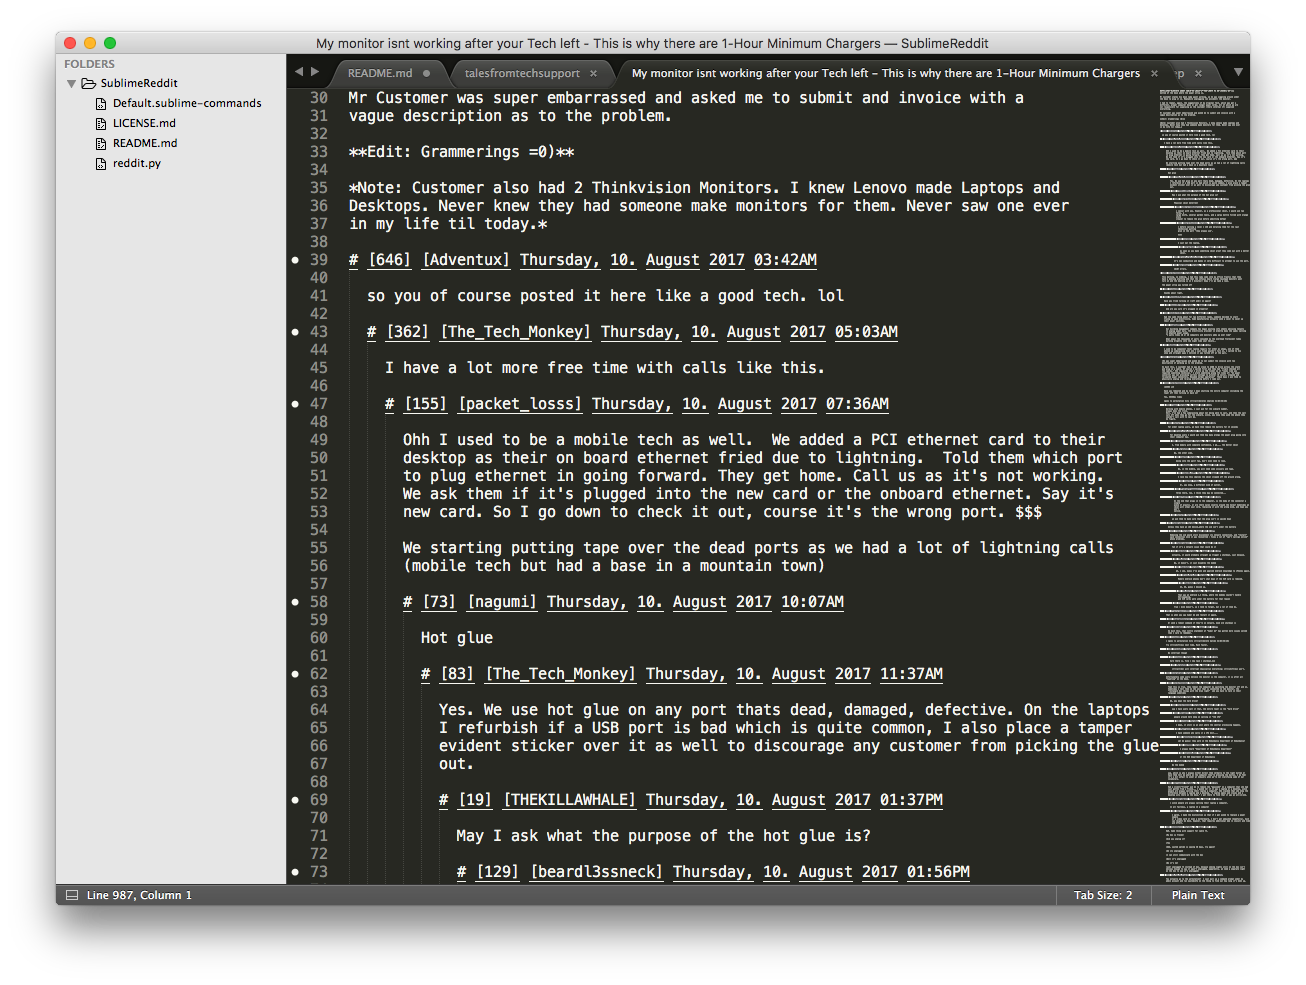 My monitor isnt working after your Tech left - This is why there are 1-Hour Minimum Chargers — SublimeReddit
FOLDERS
SublimeReddit
Default.sublime-commands
LICENSE.md
README.md
reddit.py
README.md
talesfromtechsupport ×
My monitor isnt working after your Tech left - This is why there are 1-Hour Minimum Chargers ×
p ×
30 Mr Customer was super embarrassed and asked me to submit and invoice with a
31 vague description as to the problem.
32
33 **Edit: Grammerings =0)**
34
35 *Note: Customer also had 2 Thinkvision Monitors. I knew Lenovo made Laptops and
36 Desktops. Never knew they had someone make monitors for them. Never saw one ever
37 in my life til today.*
38
39 # [646] [Adventux] Thursday, 10. August 2017 03:42AM
40
41 so you of course posted it here like a good tech. lol
42
43 # [362] [The_Tech_Monkey] Thursday, 10. August 2017 05:03AM
44
45 I have a lot more free time with calls like this.
46
47 # [155] [packet_losss] Thursday, 10. August 2017 07:36AM
48
49 Ohh I used to be a mobile tech as well.  We added a PCI ethernet card to their
50 desktop as their on board ethernet fried due to lightning.  Told them which port
51 to plug ethernet in going forward. They get home. Call us as it's not working.
52 We ask them if it's plugged into the new card or the onboard ethernet. Say it's
53 new card. So I go down to check it out, course it's the wrong port. $$$
54
55 We starting putting tape over the dead ports as we had a lot of lightning calls
56 (mobile tech but had a base in a mountain town)
57
58 # [73] [nagumi] Thursday, 10. August 2017 10:07AM
59
60 Hot glue
61
62 # [83] [The_Tech_Monkey] Thursday, 10. August 2017 11:37AM
63
64 Yes. We use hot glue on any port thats dead, damaged, defective. On the laptops
65 I refurbish if a USB port is bad which is quite common, I also place a tamper
66 evident sticker over it as well to discourage any customer from picking the glue
67 out.
68
69 # [19] [THEKILLAWHALE] Thursday, 10. August 2017 01:37PM
70
71 May I ask what the purpose of the hot glue is?
72
73 # [129] [beardl3ssneck] Thursday, 10. August 2017 01:56PM
Line 987, Column 1
Tab Size: 2
Plain Text